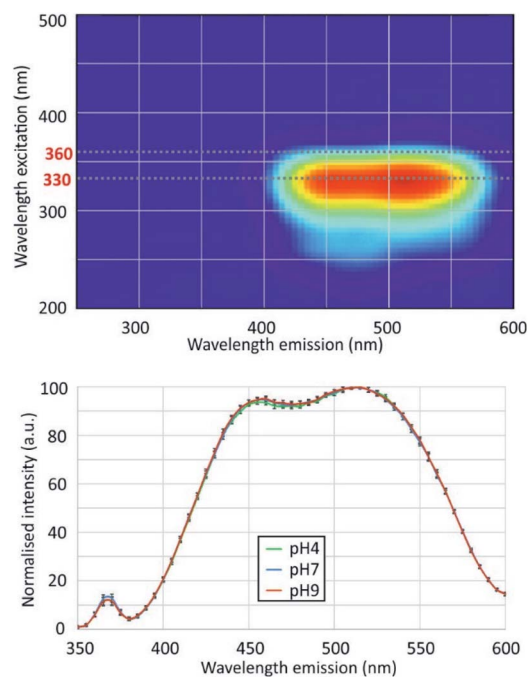 500
400
360
330
300
200
Wavelength excitation (nm)
300 400 500 600
Wavelength emission (nm)
100
80
60
40
20
0
Normalised intensity (a.u.)
pH4
pH7
pH9
350 400 450 500 550 600
Wavelength emission (nm)